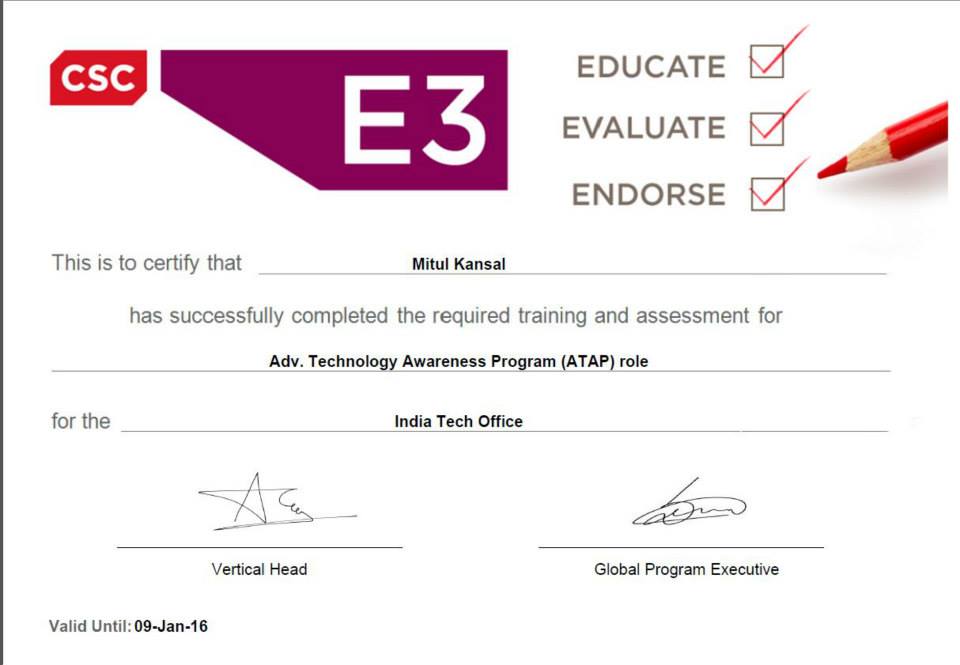 CSC
E3
EDUCATE
EVALUATE
ENDORSE
This is to certify that Mitul Kansal
has successfully completed the required training and assessment for
Adv. Technology Awareness Program (ATAP) role
for the India Tech Office
Vertical Head Global Program Executive
Valid Until: 09-Jan-16